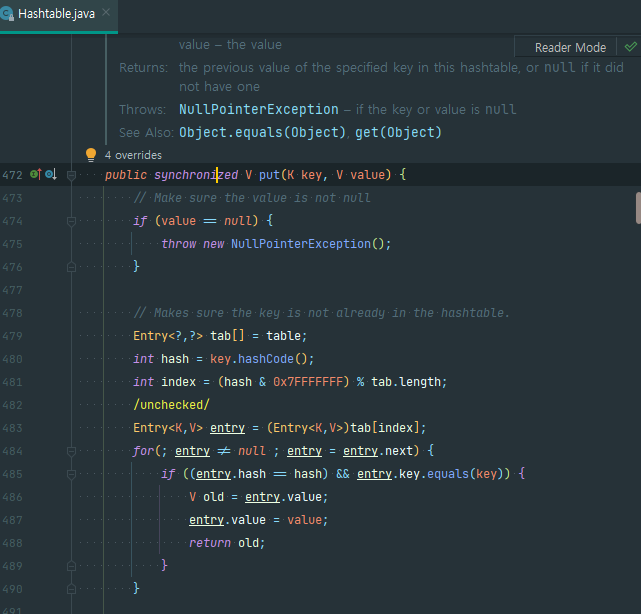 Hashtable.java
Reader Mode
value – the value
Returns: the previous value of the specified key in this hashtable, or null if it did
not have one
Throws: NullPointerException – if the key or value is null
See Also: Object.equals(Object), get(Object)
4 overrides
472 public synchronized V put(K key, V value) {
473 // Make sure the value is not null
474 if (value == null) {
475 throw new NullPointerException();
476 }
477
478 // Makes sure the key is not already in the hashtable.
479 Entry<?,?> tab[] = table;
480 int hash = key.hashCode();
481 int index = (hash & 0x7FFFFFFF) % tab.length;
482 /unchecked/
483 Entry<K,V> entry = (Entry<K,V>)tab[index];
484 for(; entry ≠ null ; entry = entry.next) {
485 if ((entry.hash == hash) && entry.key.equals(key)) {
486 V old = entry.value;
487 entry.value = value;
488 return old;
489 }
490 }
491